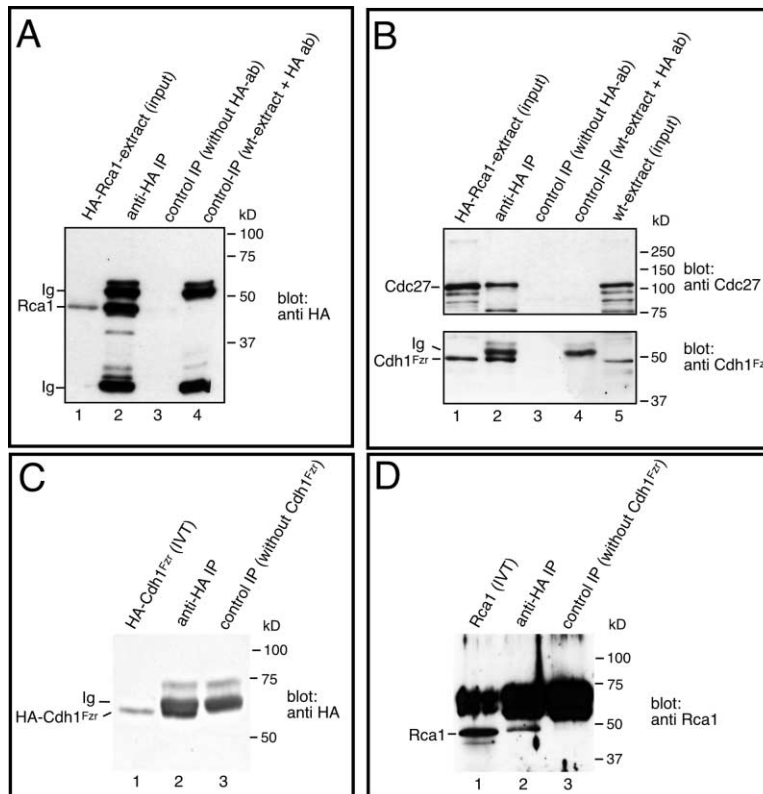 A
HA-Rca1-extract (input)
anti-HA IP
control IP (without HA-ab)
control-IP (wt-extract + HA ab)
kD
100
75
50
37
Ig
Rca1
Ig
blot:
anti HA
1 2 3 4
B
HA-Rca1-extract (input)
anti-HA IP
control IP (without HA-ab)
control-IP (wt-extract + HA ab)
wt-extract (input)
kD
250
150
100
75
Cdc27
blot:
anti Cdc27
Ig
Cdh1Fzr
50
37
blot:
anti Cdh1Fz
1 2 3 4 5
C
HA-Cdh1Fzr (IVT)
anti-HA IP
control IP (without Cdh1Fzr)
kD
100
75
50
Ig
HA-Cdh1Fzr
blot:
anti HA
1 2 3
D
Rca1 (IVT)
anti-HA IP
control IP (without Cdh1Fzr)
kD
100
75
50
37
Rca1
blot:
anti Rca1
1 2 3